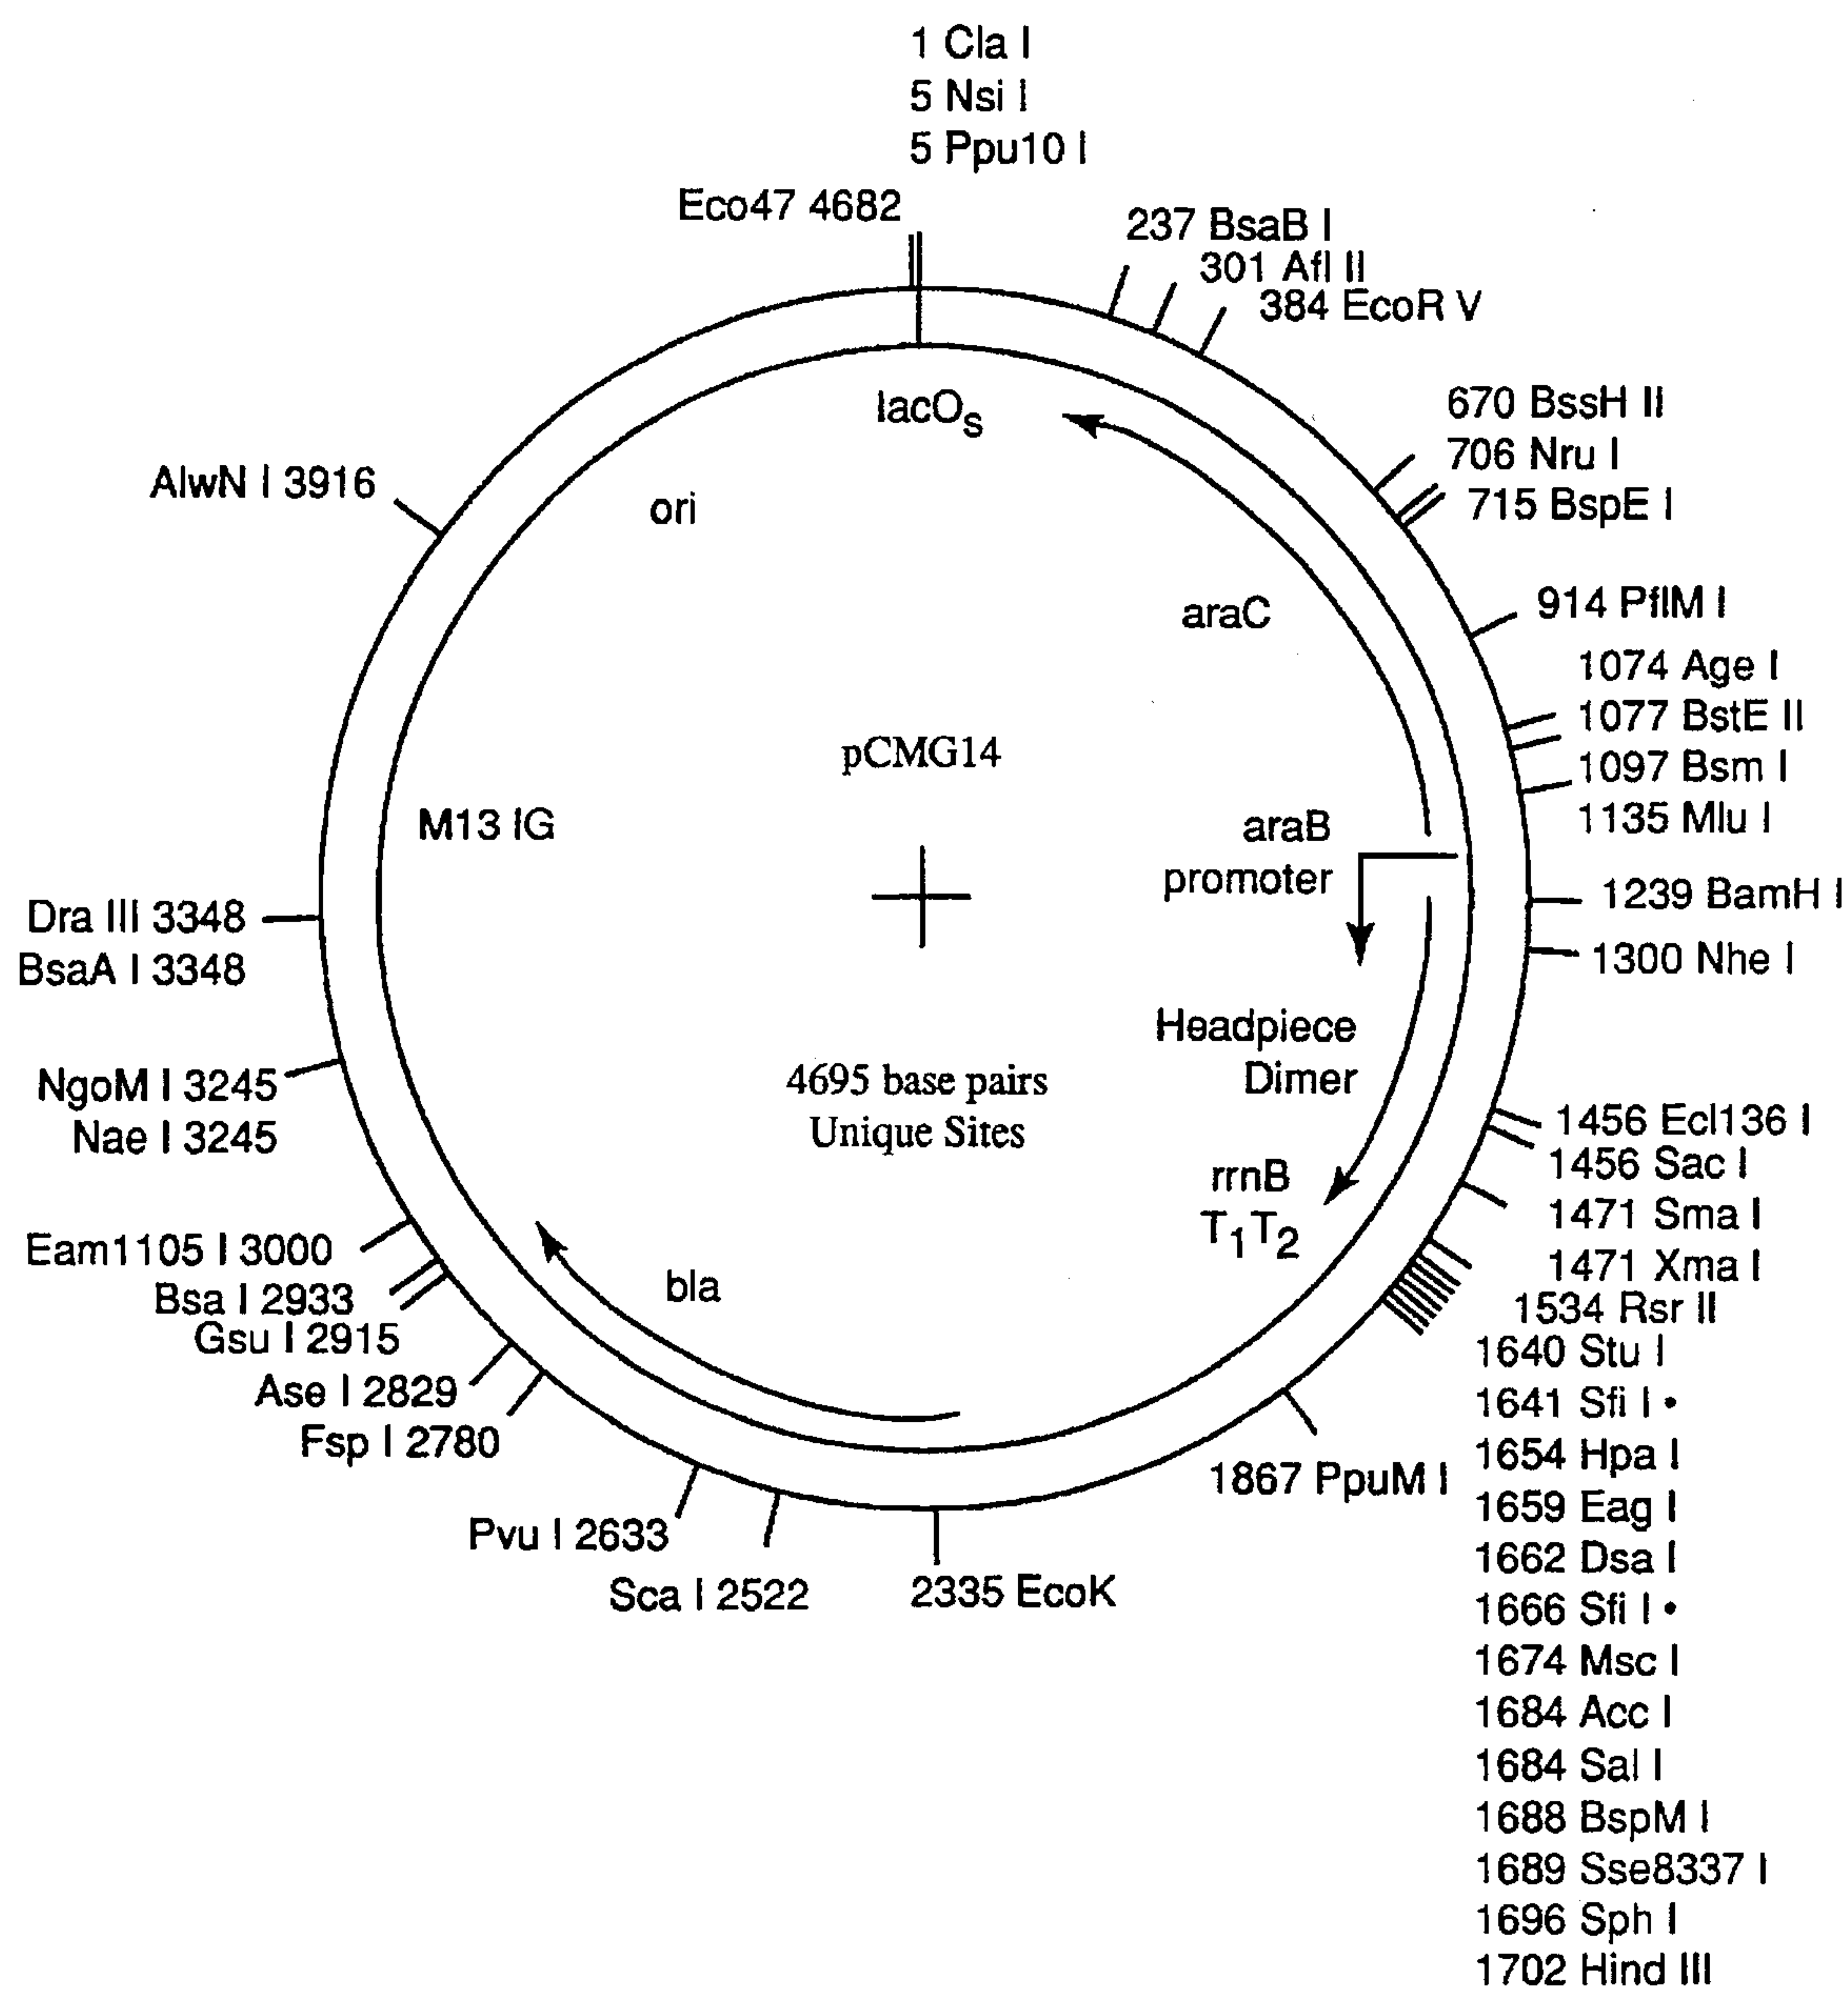 1 Cla I
5 Nsi I
5 Ppu10 I
Eco47 4682
237 BsaB I
301 Afl II
384 EcoR V
670 BssH II
706 Nru I
715 BspE I
914 PflM I
1074 Age I
1077 BstE II
1097 Bsm I
1135 Mlu I
1239 BamH I
1300 Nhe I
1456 Ecl136 I
1456 Sac I
1471 Sma I
1471 Xma I
1534 Rsr II
1640 Stu I
1641 Sfi I •
1654 Hpa I
1659 Eag I
1662 Dsa I
1666 Sfi I •
1674 Msc I
1684 Acc I
1684 Sal I
1688 BspM I
1689 Sse8337 I
1696 Sph I
1702 Hind III
1867 PpuM I
2335 EcoK
Sca I 2522
Pvu I 2633
Fsp I 2780
Ase I 2829
Gsu I 2915
Bsa I 2933
Eam1105 I 3000
Nae I 3245
NgoM I 3245
BsaA I 3348
Dra III 3348
AlwN I 3916
lacOs
ori
araC
pCMG14
M13 IG
araB
promoter
Headpiece
Dimer
4695 base pairs
Unique Sites
rrnB
T1T2
bla